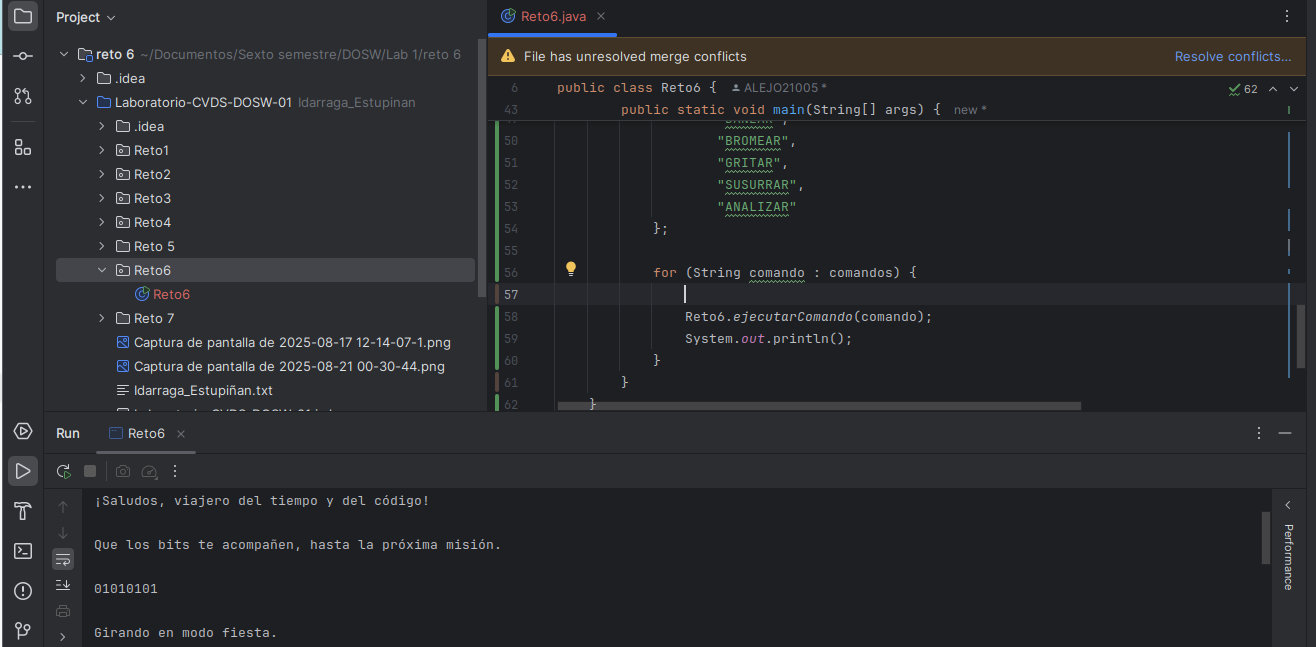 Project
Reto6.java
reto 6 ~/Documentos/Sexto semestre/DOSW/Lab 1/reto 6
.idea
Laboratorio-CVDS-DOSW-01 Idarraga_Estupinan
.idea
Reto1
Reto2
Reto3
Reto4
Reto 5
Reto6
Reto6
Reto 7
Captura de pantalla de 2025-08-17 12-14-07-1.png
Captura de pantalla de 2025-08-21 00-30-44.png
Idarraga_Estupiñan.txt
File has unresolved merge conflicts
Resolve conflicts...
6 public class Reto6 { ALEJO21005 *
62
43 public static void main(String[] args) { new *
50 "BROMEAR",
51 "GRITAR",
52 "SUSURRAR",
53 "ANALIZAR"
54 };
55
56 for (String comando : comandos) {
57
58 Reto6.ejecutarComando(comando);
59 System.out.println();
60 }
61 }
62 }
Run
Reto6
¡Saludos, viajero del tiempo y del código!
Que los bits te acompañen, hasta la próxima misión.
01010101
Girando en modo fiesta.
Performance